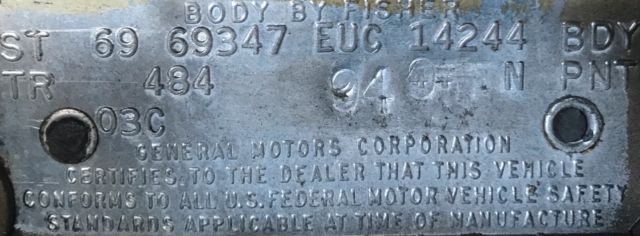 BODY BY FISHER
ST 69 69347 EUC 14244 BDY
TR 484 N PNT
03C
GENERAL MOTORS CORPORATION
CERTIFIES TO THE DEALER THAT THIS VEHICLE
CONFORMS TO ALL U.S. FEDERAL MOTOR VEHICLE SAFETY
STANDARDS APPLICABLE AT TIME OF MANUFACTURE